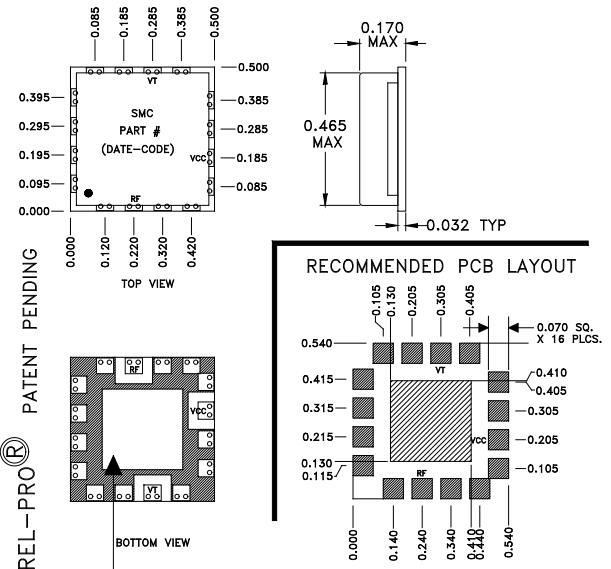 0.085
0.185
0.285
0.385
0.500
0.500
0.395
0.295
0.195
0.095
0.000
VT
SMC
PART #
(DATE-CODE)
VCC
RF
0.385
0.285
0.185
0.085
0.000
0.120
0.220
0.320
0.420
TOP VIEW
0.170
MAX
0.465
MAX
0.032 TYP
REL-PRO® PATENT PENDING
RF
VCC
VT
BOTTOM VIEW
RECOMMENDED PCB LAYOUT
0.105
0.130
0.205
0.305
0.405
0.070 SQ.
X 16 PLCS.
0.540
0.415
0.315
0.215
0.130
0.115
VT
VCC
RF
0.410
0.405
0.305
0.205
0.105
0.000
0.140
0.240
0.340
0.410
0.440
0.540